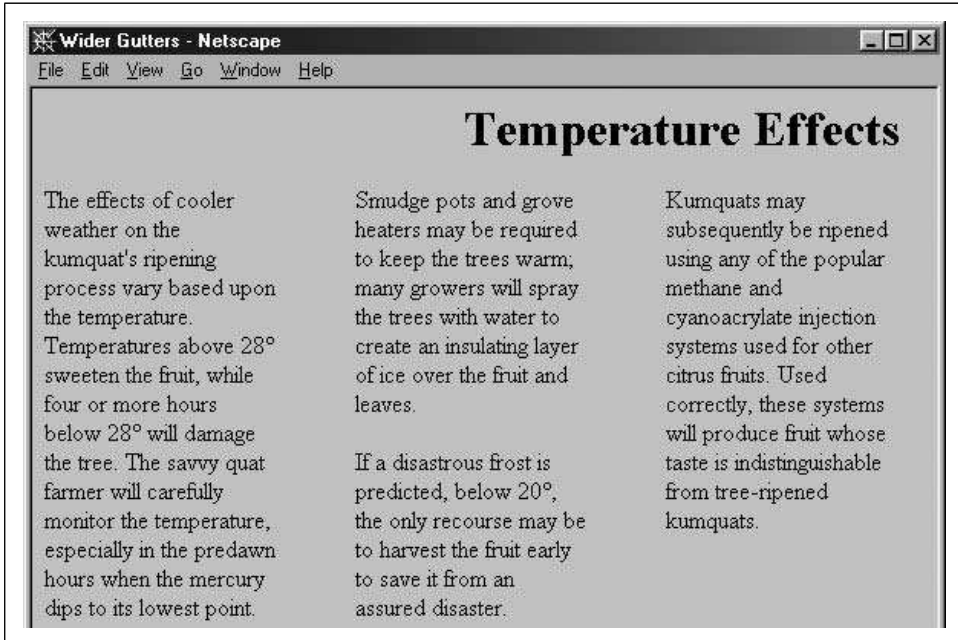 Wider Gutters - Netscape
File Edit View Go Window Help
Temperature Effects
The effects of cooler
weather on the
kumquat's ripening
process vary based upon
the temperature.
Temperatures above 28°
sweeten the fruit, while
four or more hours
below 28° will damage
the tree. The savvy quat
farmer will carefully
monitor the temperature,
especially in the predawn
hours when the mercury
dips to its lowest point.
Smudge pots and grove
heaters may be required
to keep the trees warm;
many growers will spray
the trees with water to
create an insulating layer
of ice over the fruit and
leaves.
If a disastrous frost is
predicted, below 20°,
the only recourse may be
to harvest the fruit early
to save it from an
assured disaster.
Kumquats may
subsequently be ripened
using any of the popular
methane and
cyanoacrylate injection
systems used for other
citrus fruits. Used
correctly, these systems
will produce fruit whose
taste is indistinguishable
from tree-ripened
kumquats.